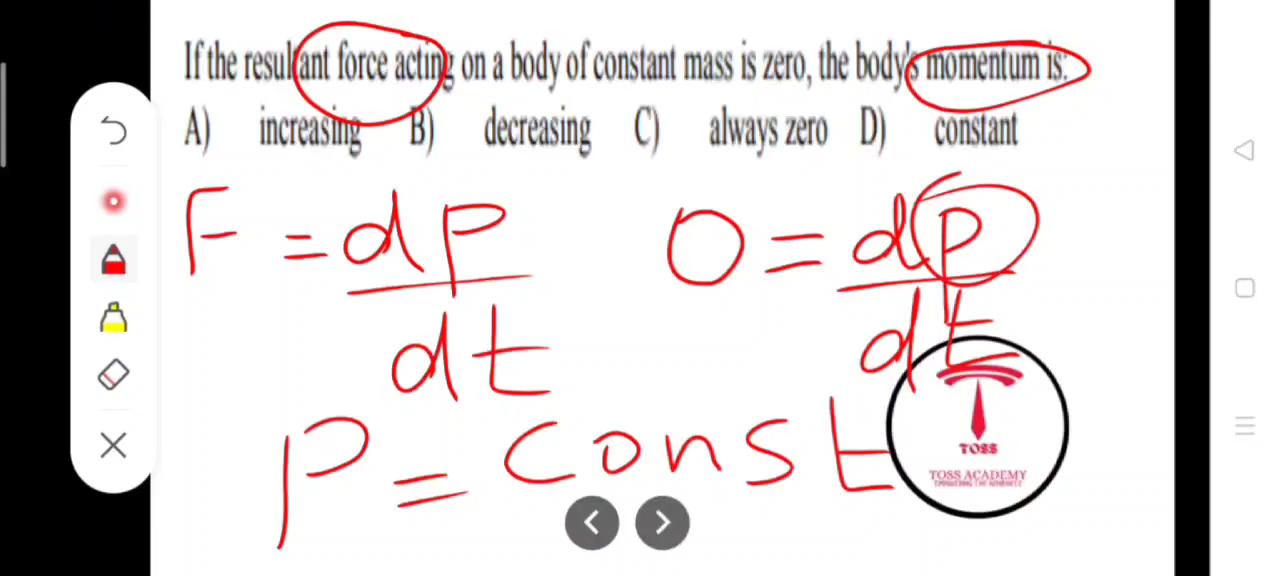 If the resultant force acting on a body of constant mass is zero, the body's momentum is:
A) increasing B) decreasing C) always zero D) constant
F = dp/dt 0 = dp/dt
P = const
TOSS
TOSS ACADEMY